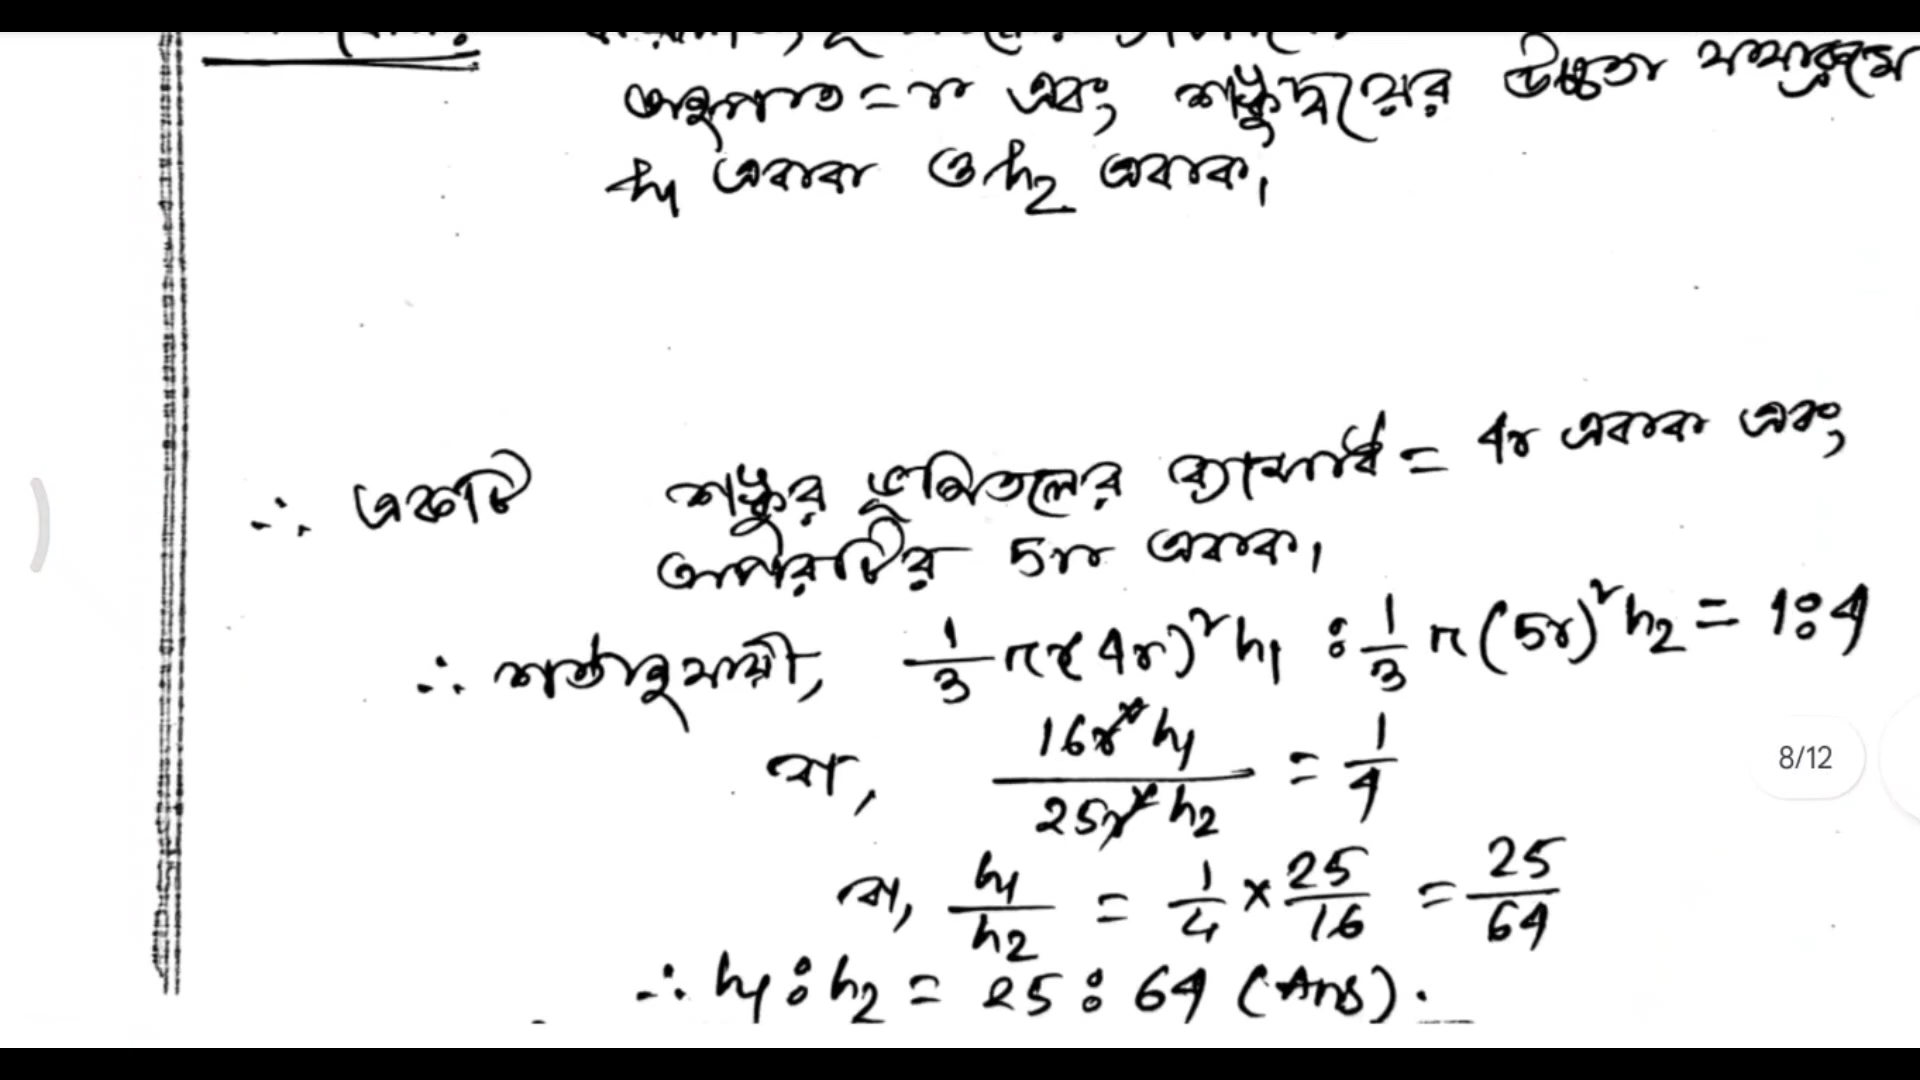 অনুপাত = r এবং, শঙ্কুদ্বয়ের উচ্চতা যথাক্রমে
h₁ একক ও h₂ একক।
∴ একটি শঙ্কুর ভূমিতলের ব্যাসার্ধ = 4r একক এবং,
অপরটির 5r একক।
∴ শর্তানুযায়ী, 1/3 π(4r)²h₁ : 1/3 π(5r)²h₂ = 1:4
বা, 16r²h₁/25r²h₂ = 1/4
বা, h₁/h₂ = 1/4 × 25/16 = 25/64
∴ h₁ : h₂ = 25 : 64 (Ans).
8/12